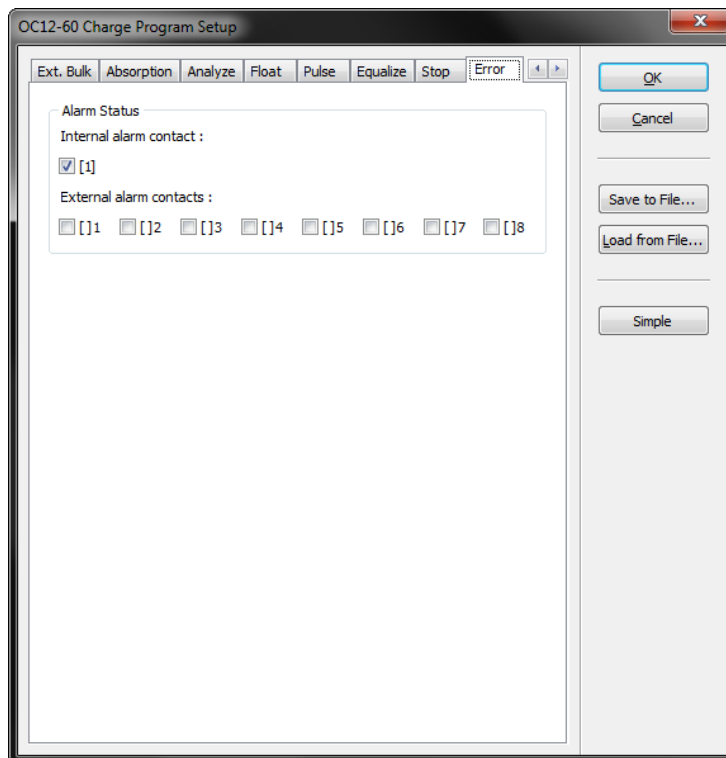 OC12-60 Charge Program Setup
Ext. Bulk Absorption Analyze Float Pulse Equalize Stop Error
Alarm Status
Internal alarm contact :
[1]
External alarm contacts :
[ ]1 [ ]2 [ ]3 [ ]4 [ ]5 [ ]6 [ ]7 [ ]8
OK
Cancel
Save to File...
Load from File...
Simple